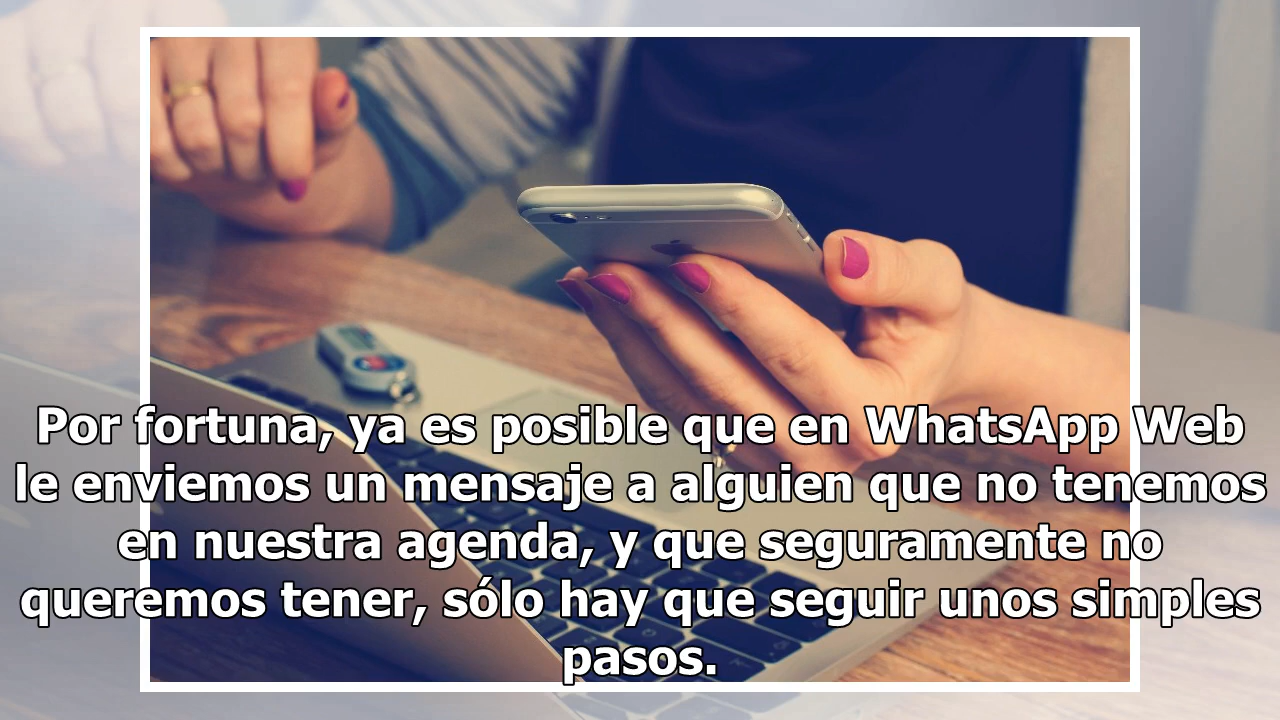 Por fortuna, ya es posible que en WhatsApp Web
le enviemos un mensaje a alguien que no tenemos
en nuestra agenda, y que seguramente no
queremos tener, sólo hay que seguir unos simples
pasos.